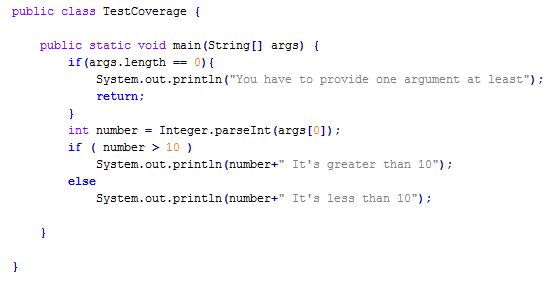 public class TestCoverage {
public static void main(String[] args) {
if(args.length == 0){
System.out.println("You have to provide one argument at least");
return;
}
int number = Integer.parseInt(args[0]);
if ( number > 10 )
System.out.println(number+" It's greater than 10");
else
System.out.println(number+" It's less than 10");
}
}